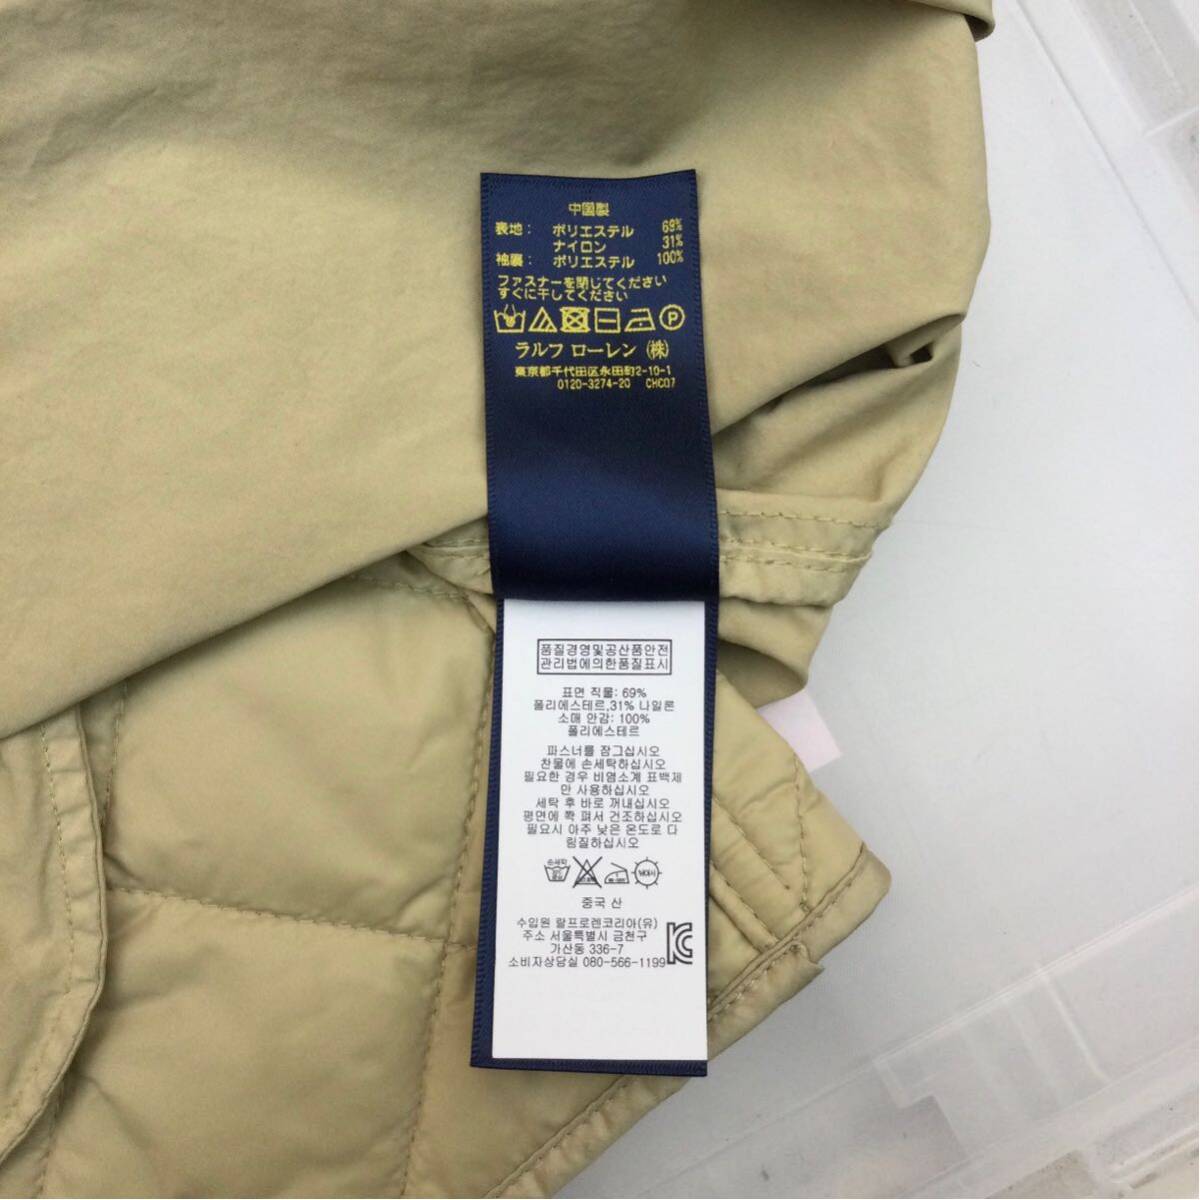 中国製
表地: ポリエステル 69%
ナイロン 31%
袖裏: ポリエステル 100%
ファスナーを閉じてください
すぐに干してください
P
ラルフ ローレン (株)
東京都千代田区永田町2-10-1
0120-3274-20 CHC07
품질경영및공산품안전
관리법에의한품질표시
표면 직물: 69%
폴리에스테르,31% 나일론
소매 안감: 100%
폴리에스테르
파스너를 잠그십시오
찬물에 손세탁하십시오
필요한 경우 비염소계 표백제
만 사용하십시오
세탁 후 바로 꺼내십시오
평면에 쫙 펴서 건조하십시오
필요시 아주 낮은 온도로 다
림질하십시오
손세탁
중국 산
수입원 랄프로렌코리아(유)
주소 서울특별시 금천구
가산동 336-7
소비자상담실 080-566-1199